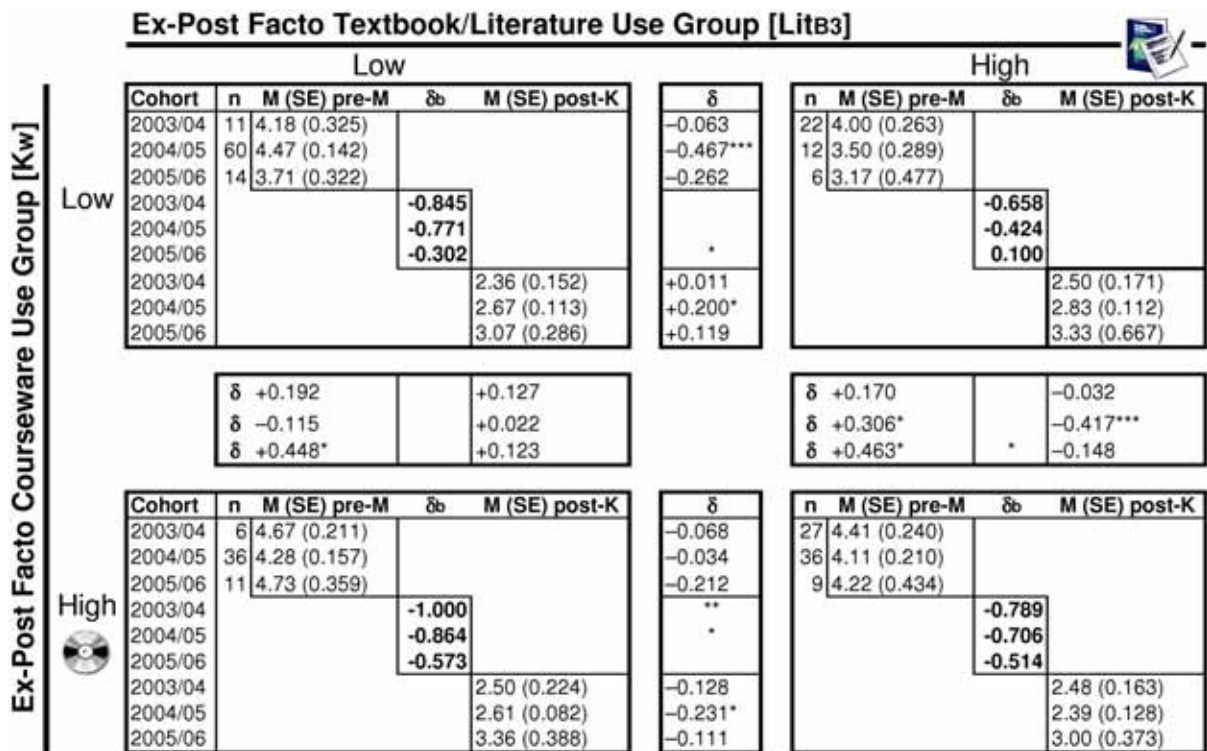 Ex-Post Facto Textbook/Literature Use Group [LitB3]
Low High
Ex-Post Facto Courseware Use Group [Kw]
Cohort n M (SE) pre-M δb M (SE) post-K δ n M (SE) pre-M δb M (SE) post-K
2003/04 11 4.18 (0.325) −0.063 22 4.00 (0.263)
2004/05 60 4.47 (0.142) −0.467*** 12 3.50 (0.289)
2005/06 14 3.71 (0.322) −0.262 6 3.17 (0.477)
Low
2003/04 -0.845 -0.658
2004/05 -0.771 -0.424
2005/06 -0.302 * 0.100
2003/04 2.36 (0.152) +0.011 2.50 (0.171)
2004/05 2.67 (0.113) +0.200* 2.83 (0.112)
2005/06 3.07 (0.286) +0.119 3.33 (0.667)
δ +0.192 +0.127 δ +0.170 −0.032
δ −0.115 +0.022 δ +0.306* −0.417***
δ +0.448* +0.123 δ +0.463* * −0.148
Cohort n M (SE) pre-M δb M (SE) post-K δ n M (SE) pre-M δb M (SE) post-K
2003/04 6 4.67 (0.211) −0.068 27 4.41 (0.240)
2004/05 36 4.28 (0.157) −0.034 36 4.11 (0.210)
2005/06 11 4.73 (0.359) −0.212 9 4.22 (0.434)
High
2003/04 -1.000 ** -0.789
2004/05 -0.864 * -0.706
2005/06 -0.573 -0.514
2003/04 2.50 (0.224) −0.128 2.48 (0.163)
2004/05 2.61 (0.082) −0.231* 2.39 (0.128)
2005/06 3.36 (0.388) −0.111 3.00 (0.373)